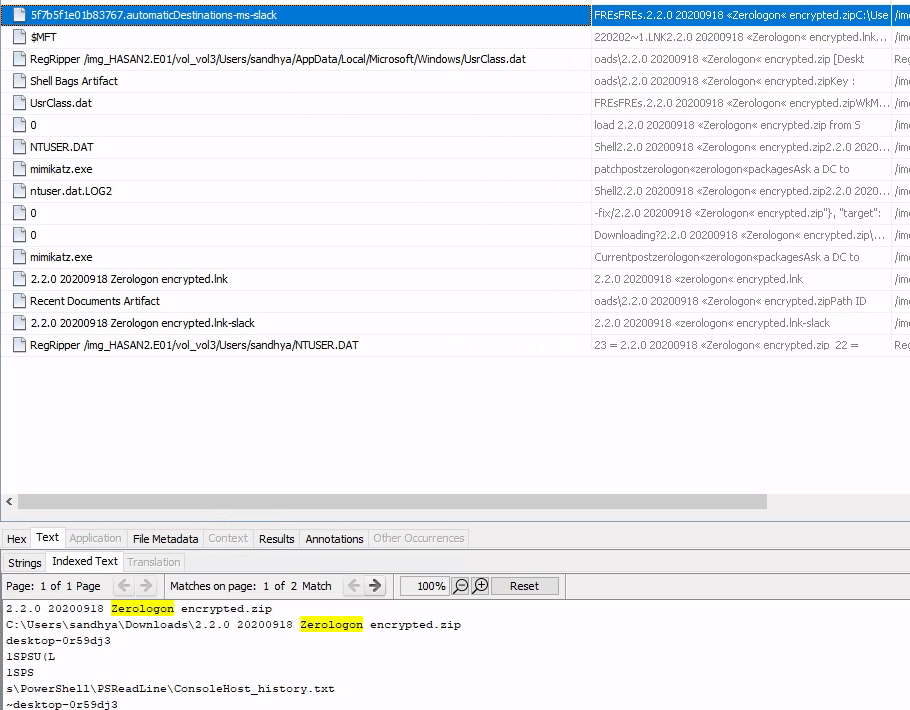 5f7b5f1e01b83767.automaticDestinations-ms-slack FREsFREs.2.2.0 20200918 «Zerologon« encrypted.zipC:\Use /im
$MFT 220202~1.LNK2.2.0 20200918 «Zerologon« encrypted.lnk... /im
RegRipper /img_HASAN2.E01/vol_vol3/Users/sandhya/AppData/Local/Microsoft/Windows/UsrClass.dat oads\2.2.0 20200918 «Zerologon« encrypted.zip [Deskt Reg
Shell Bags Artifact oads\2.2.0 20200918 «Zerologon« encrypted.zipKey : /im
UsrClass.dat FREsFREs.2.2.0 20200918 «Zerologon« encrypted.zipWkM... /im
0 load 2.2.0 20200918 «Zerologon« encrypted.zip from S /im
NTUSER.DAT Shell2.2.0 20200918 «Zerologon« encrypted.zip2.2.0 2020... /im
mimikatz.exe patchpostzerologon«zerologon«packagesAsk a DC to /im
ntuser.dat.LOG2 Shell2.2.0 20200918 «Zerologon« encrypted.zip2.2.0 2020... /im
0 -fix/2.2.0 20200918 «Zerologon« encrypted.zip"}, "target": /im
0 Downloading?2.2.0 20200918 «Zerologon« encrypted.zip\... /im
mimikatz.exe Currentpostzerologon«zerologon«packagesAsk a DC to /im
2.2.0 20200918 Zerologon encrypted.lnk 2.2.0 20200918 «zerologon« encrypted.lnk /im
Recent Documents Artifact oads\2.2.0 20200918 «Zerologon« encrypted.zipPath ID /im
2.2.0 20200918 Zerologon encrypted.lnk-slack 2.2.0 20200918 «zerologon« encrypted.lnk-slack /im
RegRipper /img_HASAN2.E01/vol_vol3/Users/sandhya/NTUSER.DAT 23 = 2.2.0 20200918 «Zerologon« encrypted.zip 22 = Reg
Hex Text Application File Metadata Context Results Annotations Other Occurrences
Strings Indexed Text Translation
Page: 1 of 1 Page Matches on page: 1 of 2 Match 100% Reset
2.2.0 20200918 Zerologon encrypted.zip
C:\Users\sandhya\Downloads\2.2.0 20200918 Zerologon encrypted.zip
desktop-0r59dj3
1SPSU(L
1SPS
s\PowerShell\PSReadLine\ConsoleHost_history.txt
~desktop-0r59dj3